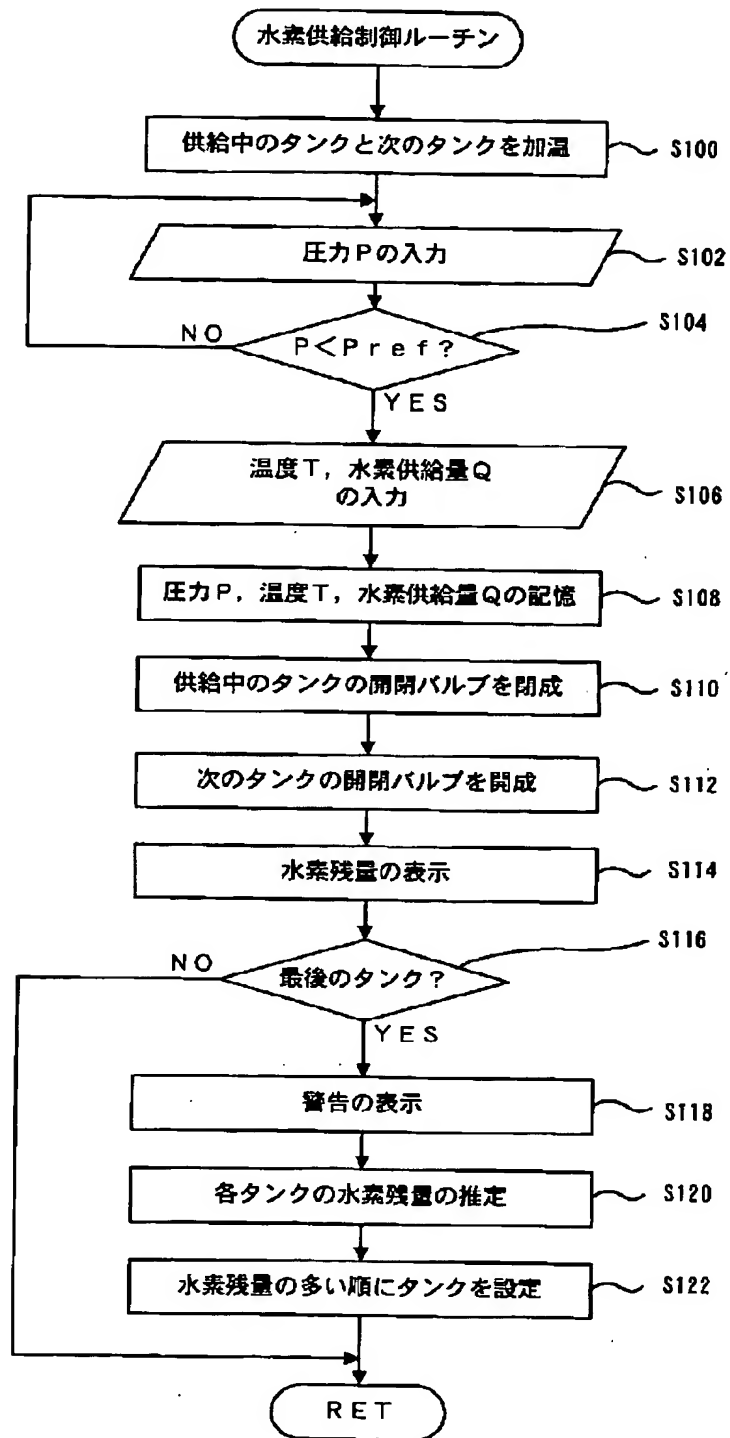 水素供給制御ルーチン
供給中のタンクと次のタンクを加温
S100
圧力Pの入力
S102
NO
P<Pref?
S104
YES
温度T，水素供給量Q
の入力
S106
圧力P，温度T，水素供給量Qの記憶
S108
供給中のタンクの開閉バルブを閉成
S110
次のタンクの開閉バルブを開成
S112
水素残量の表示
S114
NO
最後のタンク?
S116
YES
警告の表示
S118
各タンクの水素残量の推定
S120
水素残量の多い順にタンクを設定
S122
RET